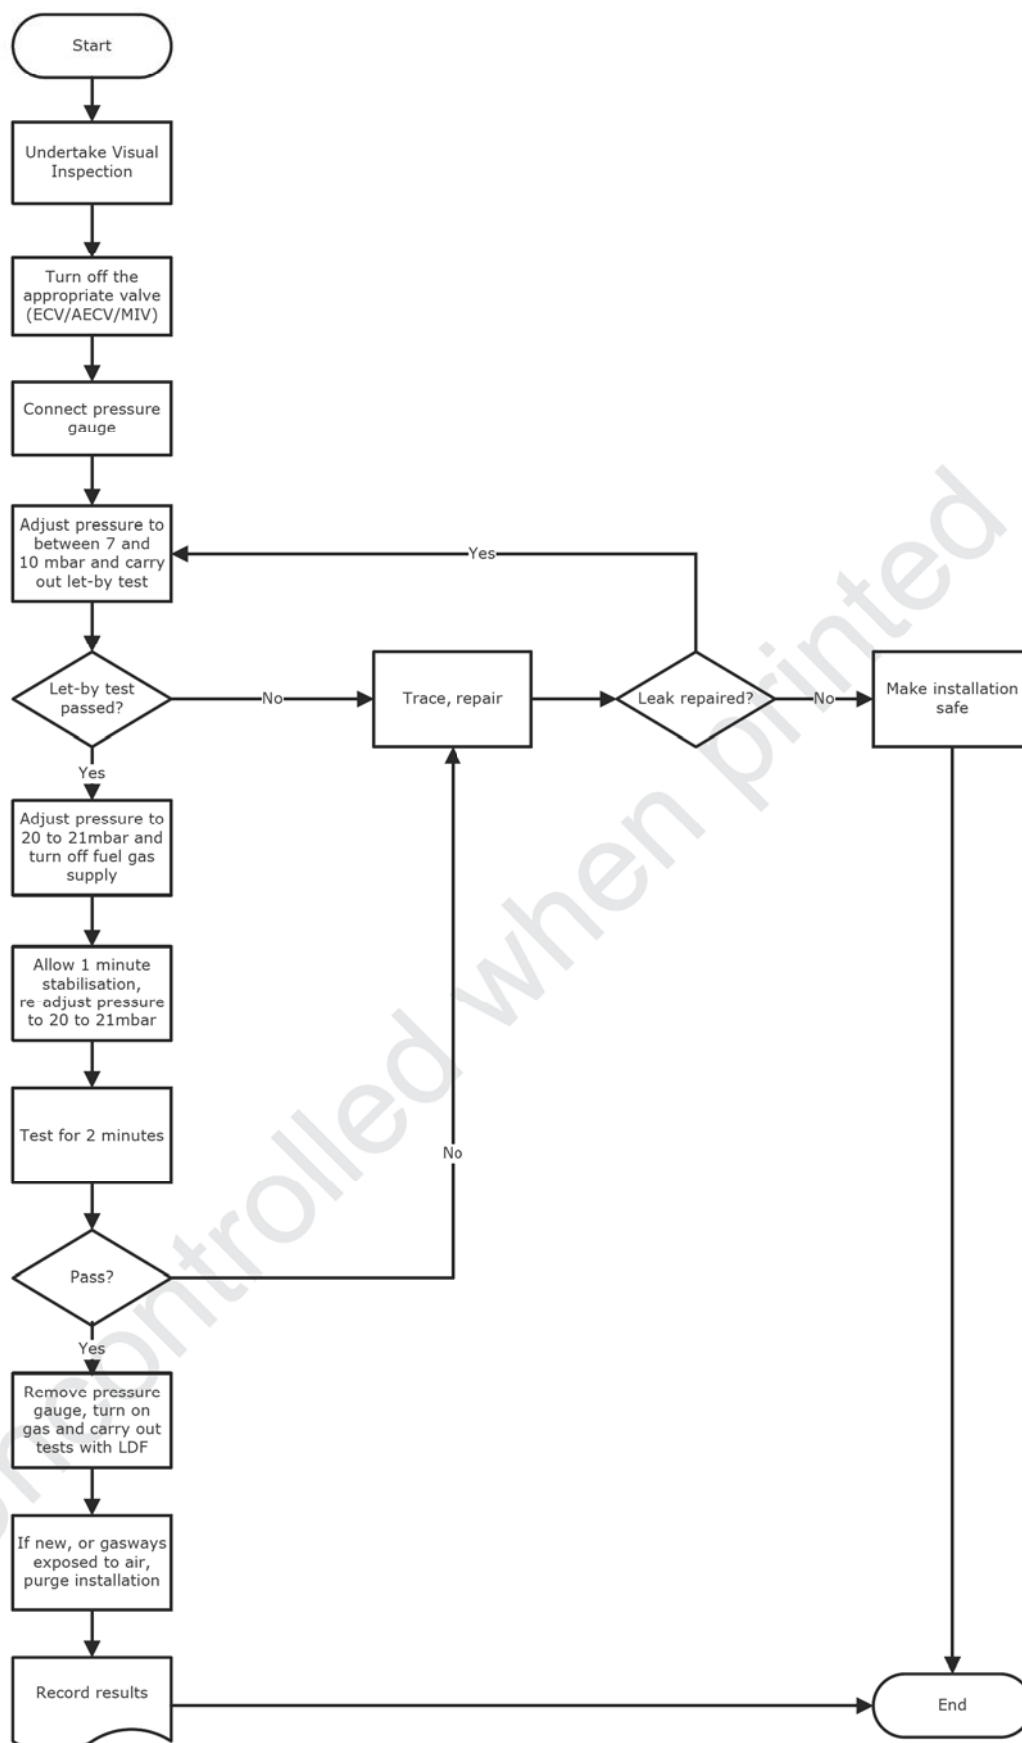 Start
Undertake Visual
Inspection
Turn off the
appropriate valve
(ECV/AECV/MIV)
Connect pressure
gauge
Adjust pressure to
between 7 and
10 mbar and carry
out let-by test
Yes
Let-by test
passed?
No
Trace, repair
Leak repaired?
No
Make installation
safe
Yes
Adjust pressure to
20 to 21mbar and
turn off fuel gas
supply
Allow 1 minute
stabilisation,
re-adjust pressure
to 20 to 21mbar
Test for 2 minutes
No
Pass?
Yes
Remove pressure
gauge, turn on
gas and carry out
tests with LDF
If new, or gasways
exposed to air,
purge installation
Record results
End
ncontrolled when printed